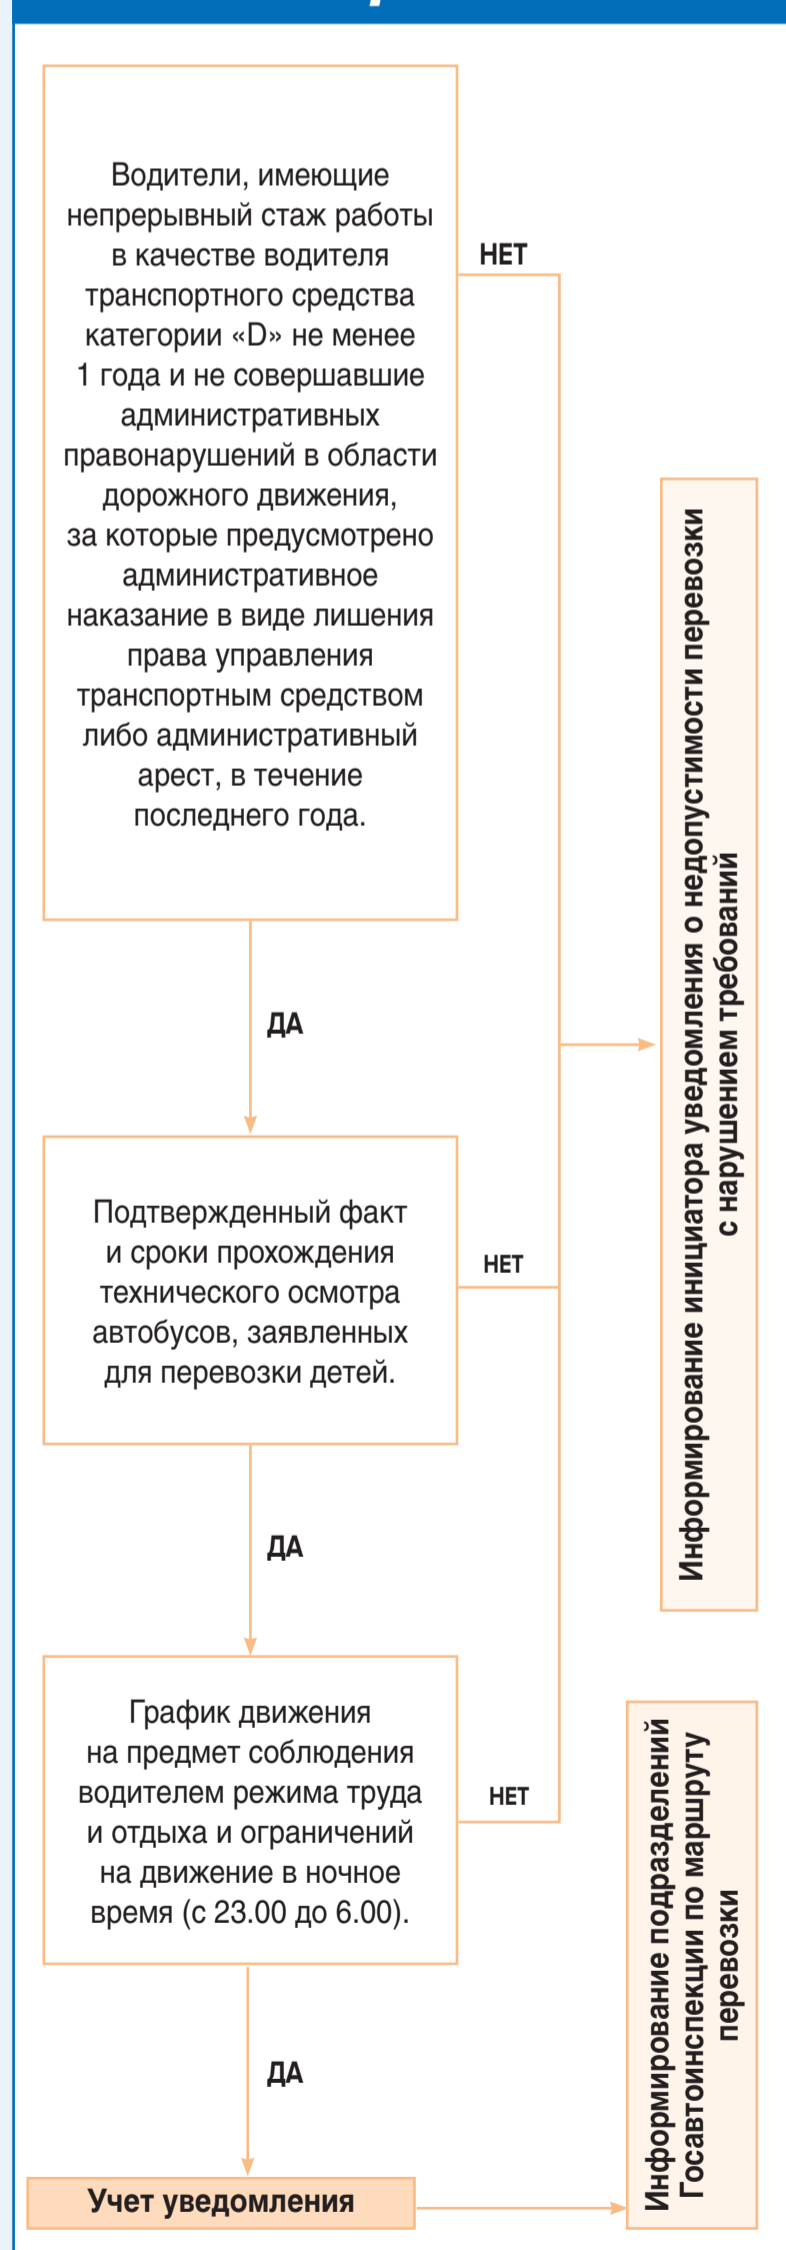 Водители, имеющие
непрерывный стаж работы
в качестве водителя
транспортного средства
категории «D» не менее
1 года и не совершавшие
административных
правонарушений в области
дорожного движения,
за которые предусмотрено
административное
наказание в виде лишения
права управления
транспортным средством
либо административный
арест, в течение
последнего года.
НЕТ
ДА
Подтвержденный факт
и сроки прохождения
технического осмотра
автобусов, заявленных
для перевозки детей.
НЕТ
ДА
График движения
на предмет соблюдения
водителем режима труда
и отдыха и ограничений
на движение в ночное
время (с 23.00 до 6.00).
НЕТ
ДА
Учет уведомления
Информирование инициатора уведомления о недопустимости перевозки
с нарушением требований
Информирование подразделений
Госавтоинспекции по маршруту
перевозки